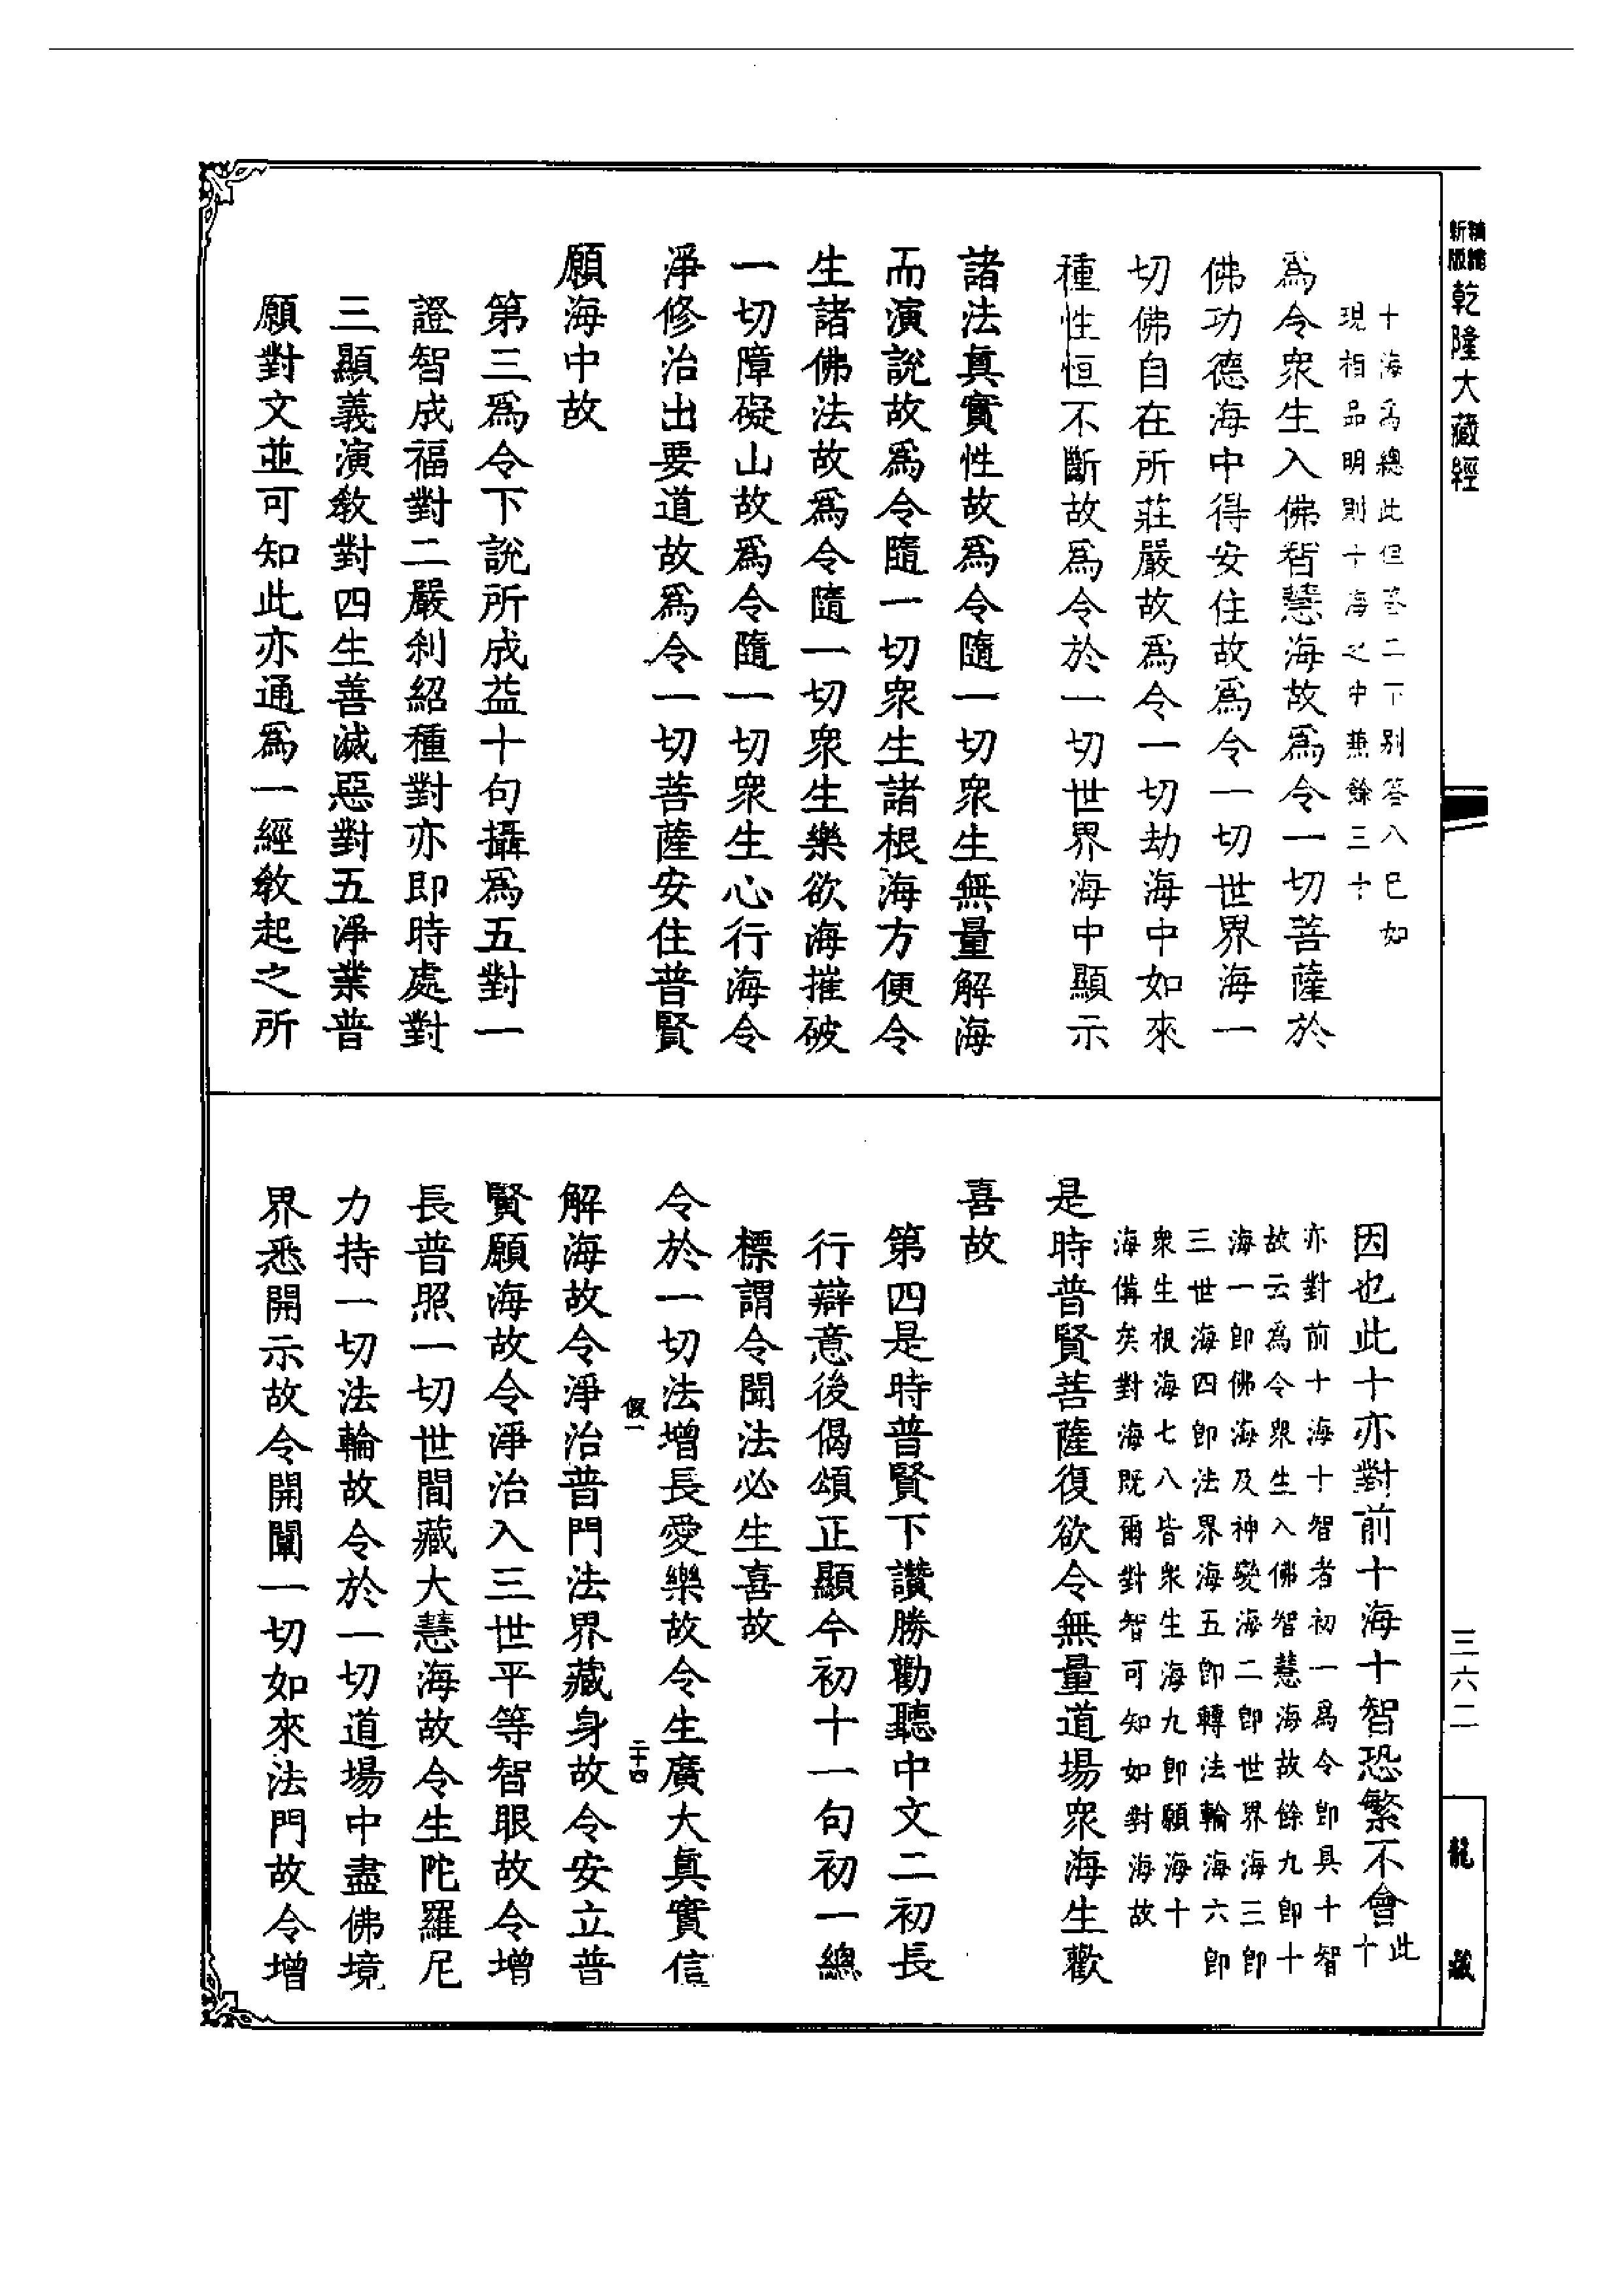 新版精縮
乾隆大藏經
十海為總此但答二下別答八已如
現相品明則十海之中兼餘三十
為令衆生入佛智慧海故為令一切菩薩於
佛功德海中得安住故為令一切世界海一
切佛自在所莊嚴故為令一切劫海中如來
種性恒不斷故為令於一切世界海中顯示
諸法真實性故為令隨一切衆生無量解海
而演說故為令隨一切衆生諸根海方便令
生諸佛法故為令隨一切衆生樂欲海摧破
一切障礙山故為令隨一切衆生心行海令
淨修治出要道故為令一切菩薩安住普賢
願海中故
第三為令下說所成益十句攝為五對一
證智成福對二嚴刹紹種對亦即時處對
三顯義演教對四生善滅惡對五淨業普
願對文並可知此亦通為一經教起之所
因也此十亦對前十海十智恐繁不會此十
亦對前十海十智者初一為令即具十智
故云為令衆生入佛智慧海故餘九即十
海一即佛海及神變海二即世界海三即
三世海四即法界海五即轉法輪海六即
衆生根海七八皆衆生海九即願海十
海備矣對海既爾對智可知如對海故
是時普賢菩薩復欲令無量道場衆海生歡
喜故
第四是時普賢下讚勝勸聽中文二初長
行辯意後偈頌正顯今初十一句初一總
標謂令聞法必生喜故
令於一切法增長愛樂故令生廣大真實信
假一
二十四
解海故令淨治普門法界藏身故令安立普
賢願海故令淨治入三世平等智眼故令增
長普照一切世間藏大慧海故令生陀羅尼
力持一切法輪故令於一切道場中盡佛境
界悉開示故令開闡一切如來法門故令增
三六二
龍藏